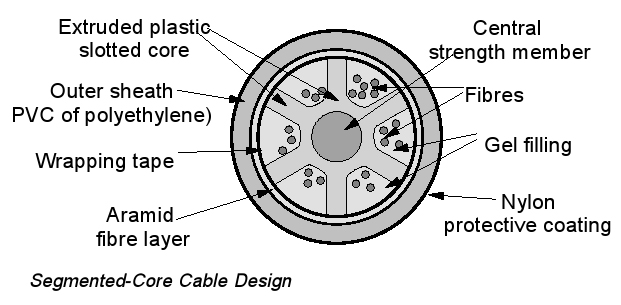 Extruded plastic
slotted core
Central
strength member
Outer sheath
PVC of polyethylene)
Fibres
Gel filling
Wrapping tape
Aramid
fibre layer
Nylon
protective coating
Segmented-Core Cable Design